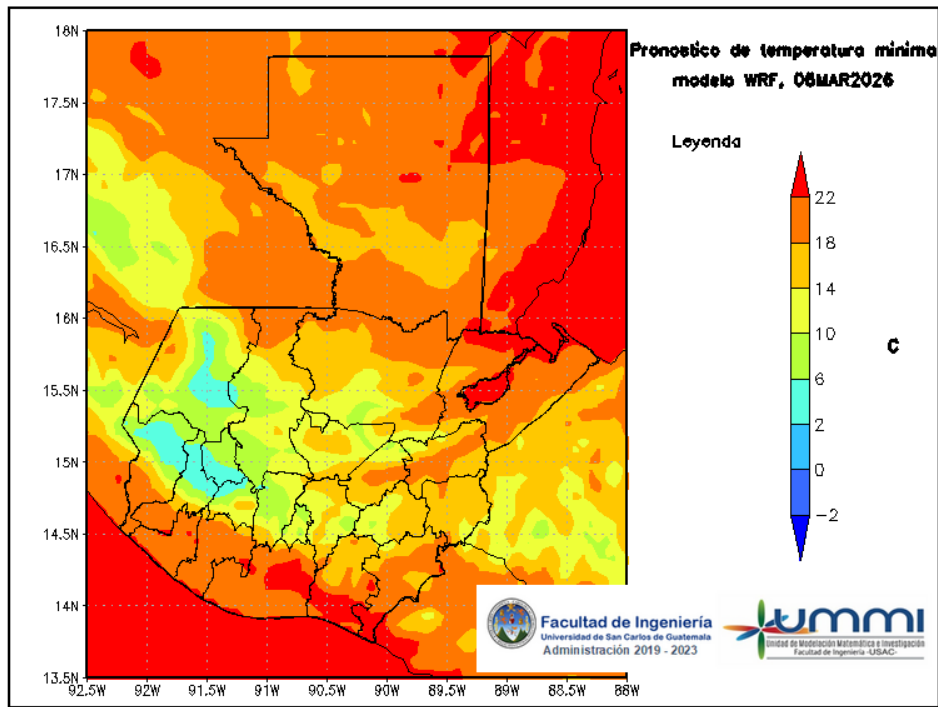 Pronostico de temperatura minima
modelo WRF, 06MAR2026
Leyenda
22
18
14
10
6
2
0
−2
C
18N
17.5N
17N
16.5N
16N
15.5N
15N
14.5N
14N
13.5N
92.5W 92W 91.5W 91W 90.5W 90W 89.5W 89W 88.5W 88W
Facultad de Ingeniería
Universidad de San Carlos de Guatemala
Administración 2019 - 2023
ummi
Unidad de Modelación Matemática e Investigación
Facultad de Ingeniería -USAC-